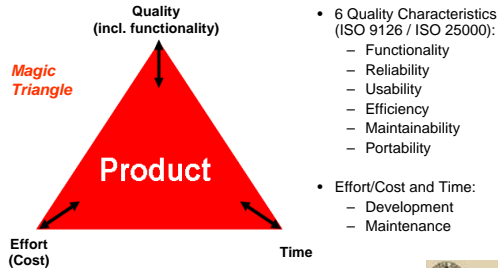 Quality
(incl. functionality)
Magic
Triangle
Product
Effort
(Cost)
Time
• 6 Quality Characteristics
(ISO 9126 / ISO 25000):
– Functionality
– Reliability
– Usability
– Efficiency
– Maintainability
– Portability
• Effort/Cost and Time:
– Development
– Maintenance